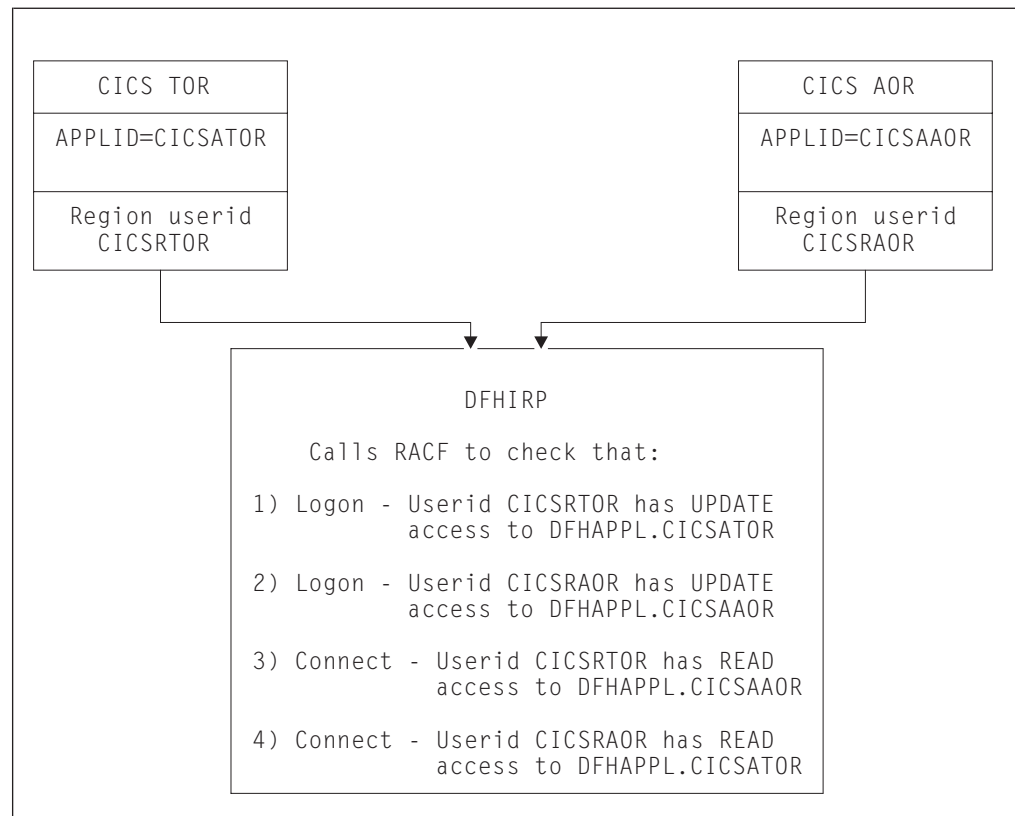 CICS TOR
APPLID=CICSATOR
Region userid
CICSRTOR
CICS AOR
APPLID=CICSAAOR
Region userid
CICSRAOR
DFHIRP
Calls RACF to check that:
1) Logon - Userid CICSRTOR has UPDATE
access to DFHAPPL.CICSATOR
2) Logon - Userid CICSRAOR has UPDATE
access to DFHAPPL.CICSAAOR
3) Connect - Userid CICSRTOR has READ
access to DFHAPPL.CICSAAOR
4) Connect - Userid CICSRAOR has READ
access to DFHAPPL.CICSATOR